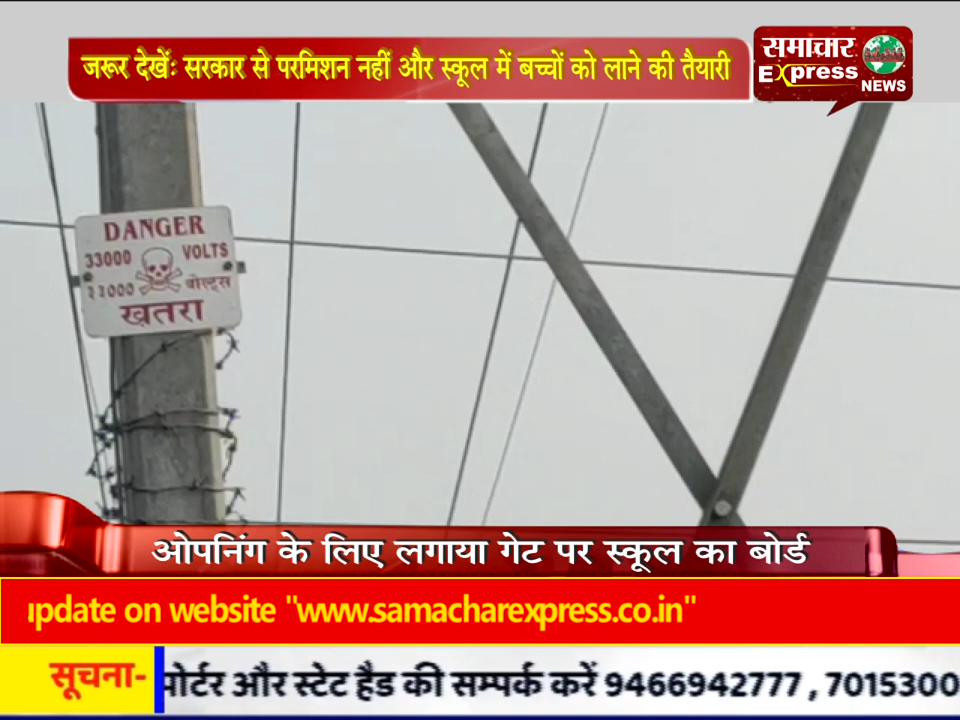 जरूर देखेंः सरकार से परमिशन नहीं और स्कूल में बच्चों को लाने की तैयारी
समाचार
Express
NEWS
DANGER
33000 VOLTS
33000 वोल्ट्स
खतरा
ओपनिंग के लिए लगाया गेट पर स्कूल का बोर्ड
update on website "www.samacharexpress.co.in"
सूचना- पोर्टर और स्टेट हैड की सम्पर्क करें 9466942777 , 7015300